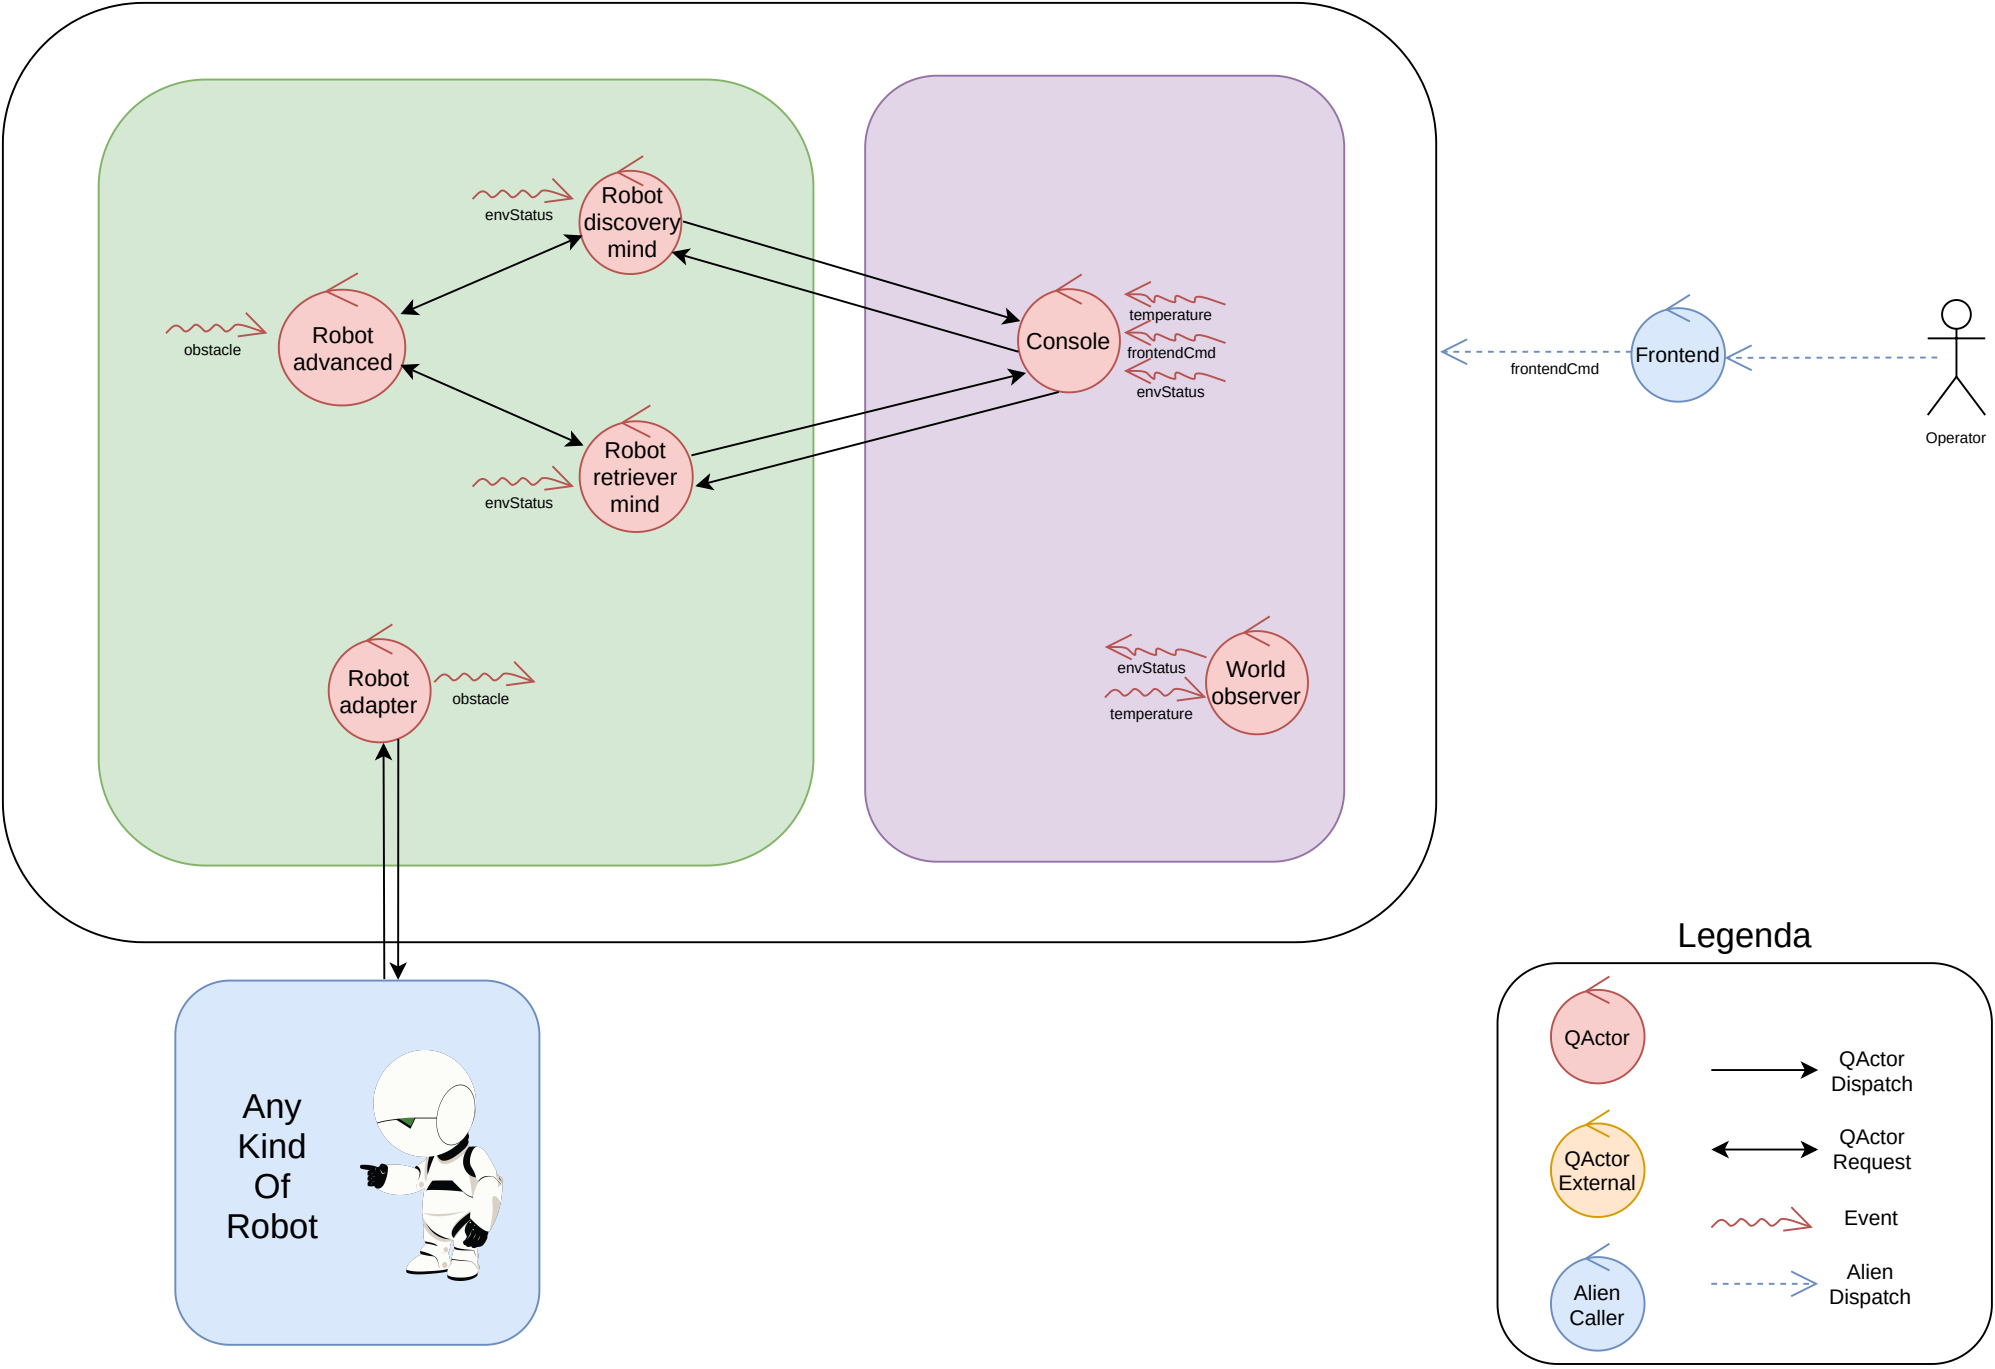 envStatus
Robot
discovery
mind
obstacle
Robot
advanced
envStatus
Robot
retriever
mind
Robot
adapter
obstacle
Console
temperature
frontendCmd
envStatus
envStatus
temperature
World
observer
frontendCmd
Frontend
Operator
Any
Kind
Of
Robot
Legenda
QActor
QActor
External
Alien
Caller
QActor
Dispatch
QActor
Request
Event
Alien
Dispatch